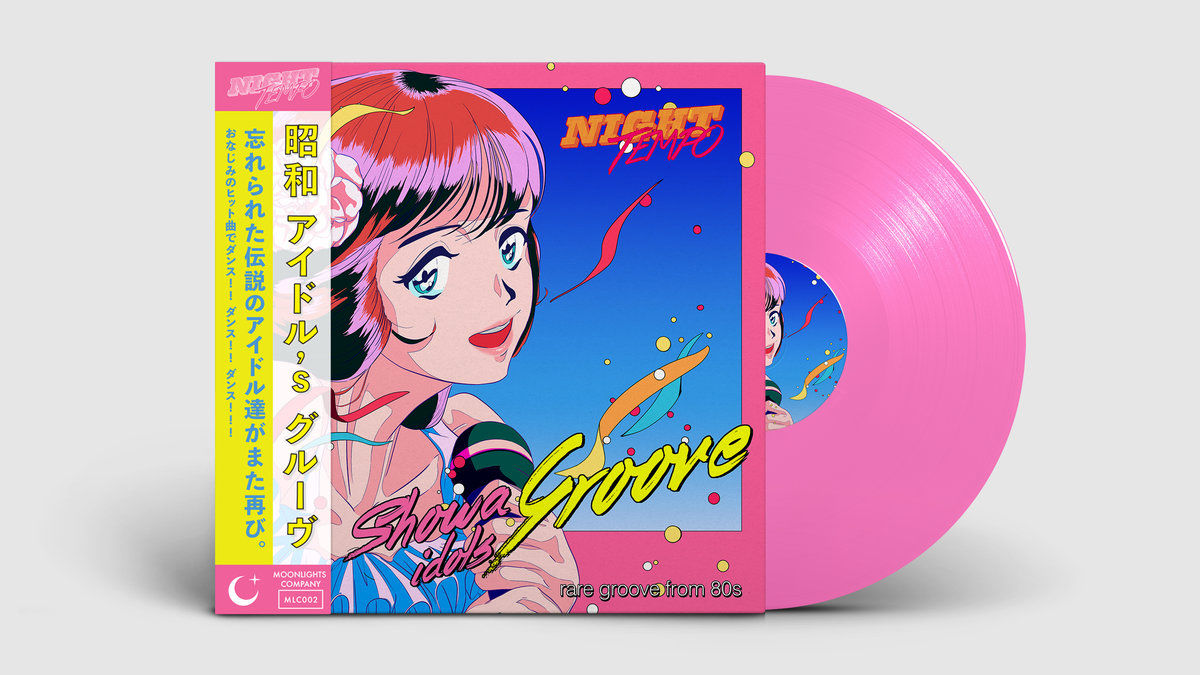 NIGHT
TEMPO
昭和 アイドル's グルーヴ
忘れられた伝説のアイドル達がまた再び。
おなじみのヒット曲でダンス!! ダンス!! ダンス!!!
MOONLIGHTS
COMPANY
MLC002
NIGHT
TEMPO
Showa
idols
Groove
rare groove from 80s